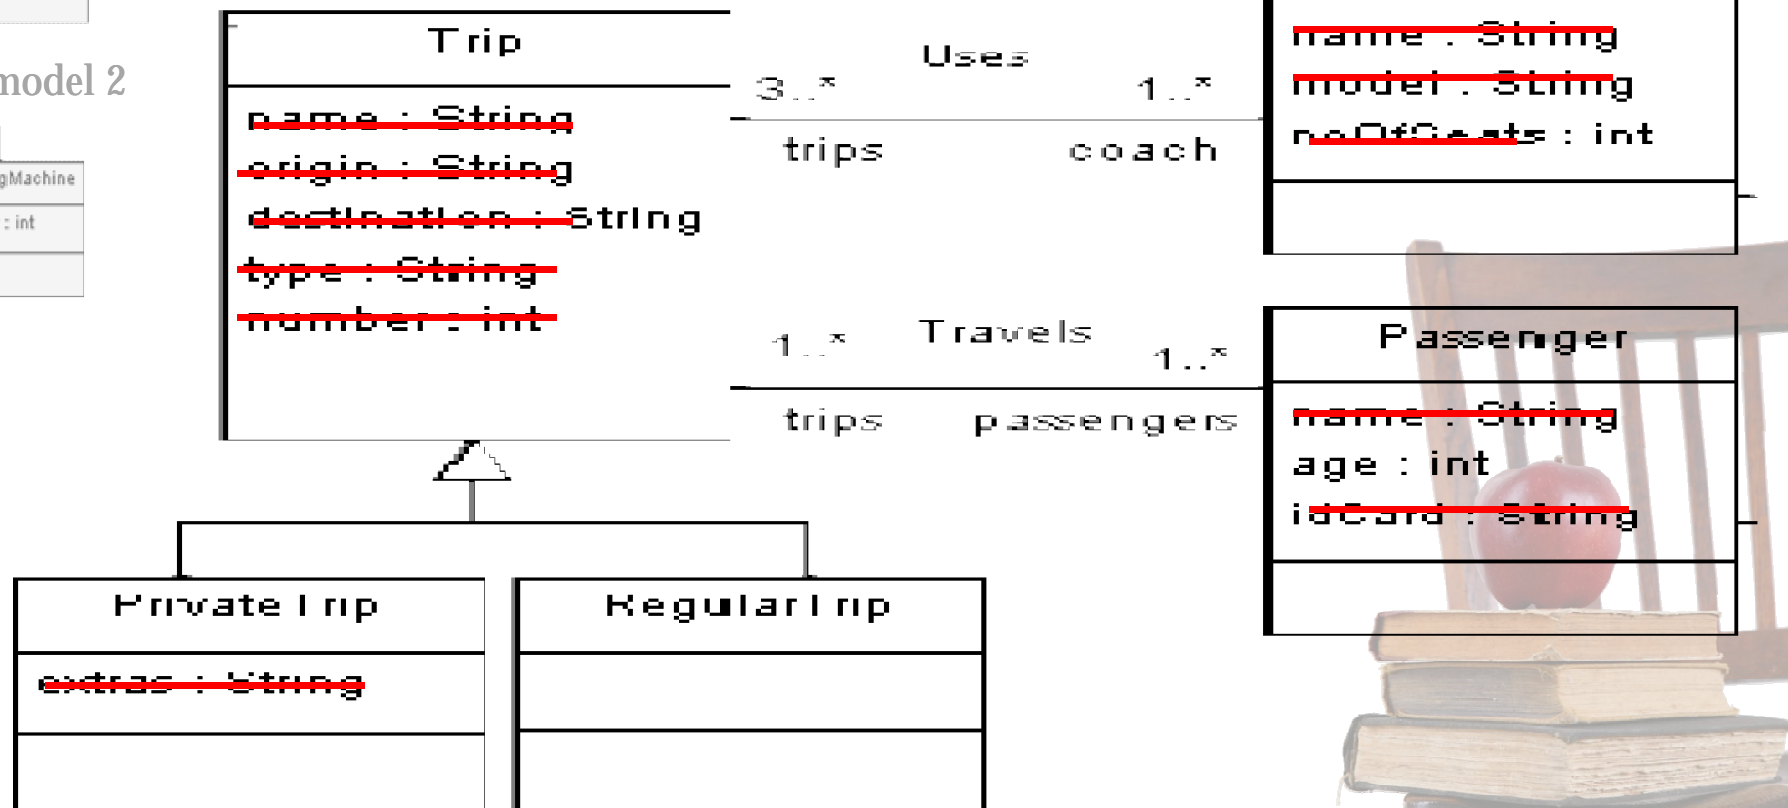 model 2
gMachine
: int
Trip
name : String
origin : String
destination : String
type : String
number : int
Uses
3..*
1..*
trips
coach
name : String
model : String
noOfSeats : int
Travels
1..*
1..*
trips
passengers
Passenger
name : String
age : int
idCard : String
PrivateTrip
extras : String
RegularTrip